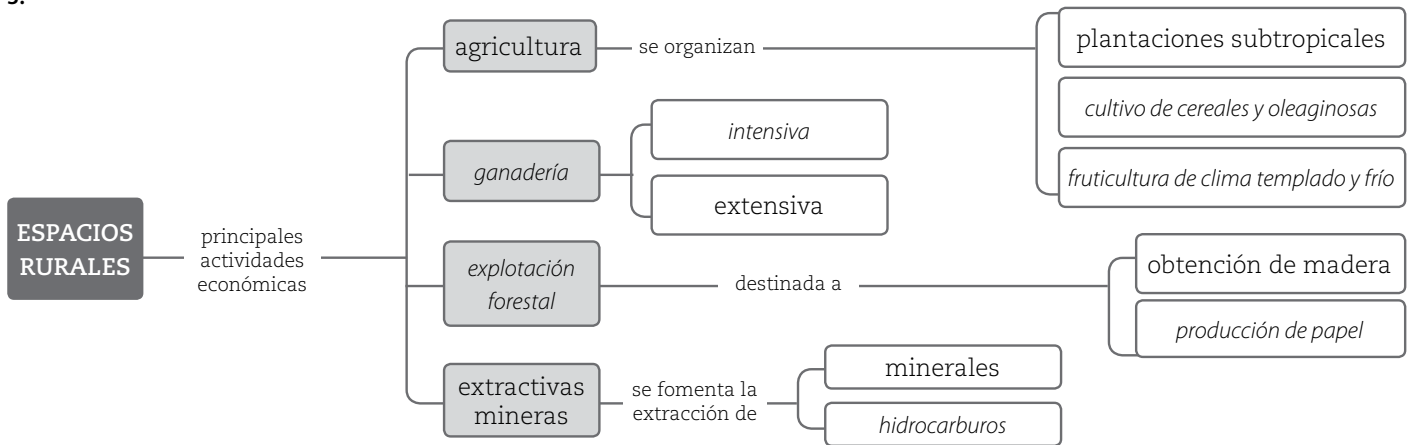 ESPACIOS
RURALES
principales
actividades
económicas
agricultura
se organizan
plantaciones subtropicales
cultivo de cereales y oleaginosas
fruticultura de clima templado y frío
ganadería
intensiva
extensiva
explotación
forestal
destinada a
obtención de madera
producción de papel
extractivas
mineras
se fomenta la
extracción de
minerales
hidrocarburos